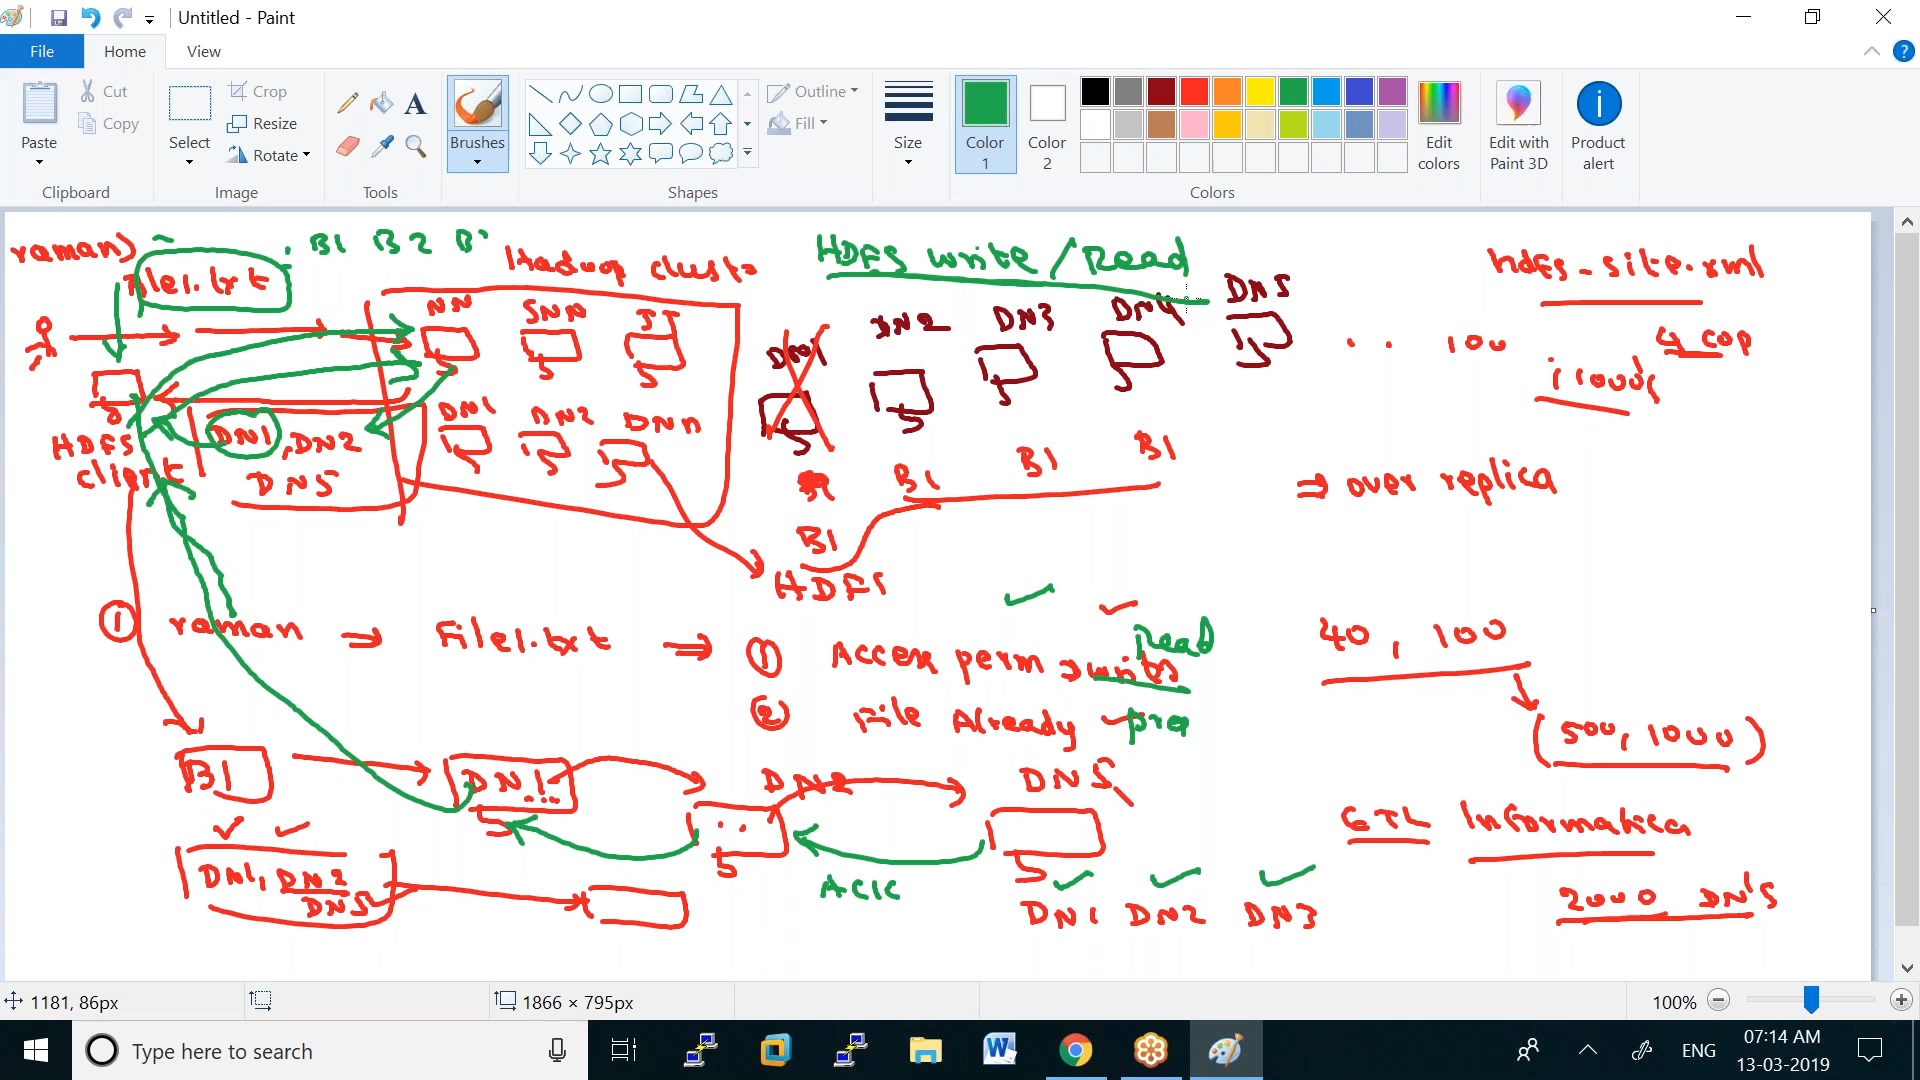 Untitled - Paint
File Home View
Paste Cut Copy Clipboard
Select Crop Resize Rotate Image
Tools
Brushes
Outline Fill Shapes
Size
Color 1 Color 2 Edit colors Colors
Edit with Paint 3D
Product alert
raman)
File1.txt
B1 B2 B
Hadoop cluste
HDFS write/Read
hdfs-site.xml
NN SNN JT
DN1 DN2 DN3 DN4 DN5
.. 100
4 cop
DN1 DN2 DNn
HDFS client
DN1, DN2
DN5
B1 B1 B1
⇒ over replica
B1
HDFS
① raman ⇒ File1.txt ⇒ ① Access perm
Read
② File Already
40, 100
(500, 1000)
B1 DN1 DN2 DN5
ETL Informatica
DN1, DN2
DN5
ACK
DN1 DN2 DN3
2000 DN's
1181, 86px
1866 × 795px
100%
Type here to search
ENG
07:14 AM
13-03-2019